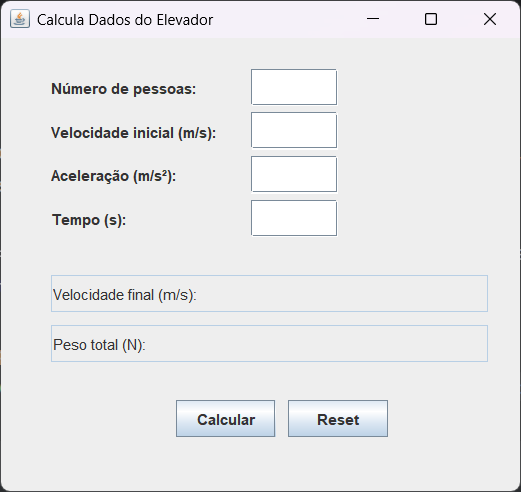 Calcula Dados do Elevador
Número de pessoas:
Velocidade inicial (m/s):
Aceleração (m/s²):
Tempo (s):
Velocidade final (m/s):
Peso total (N):
Calcular Reset